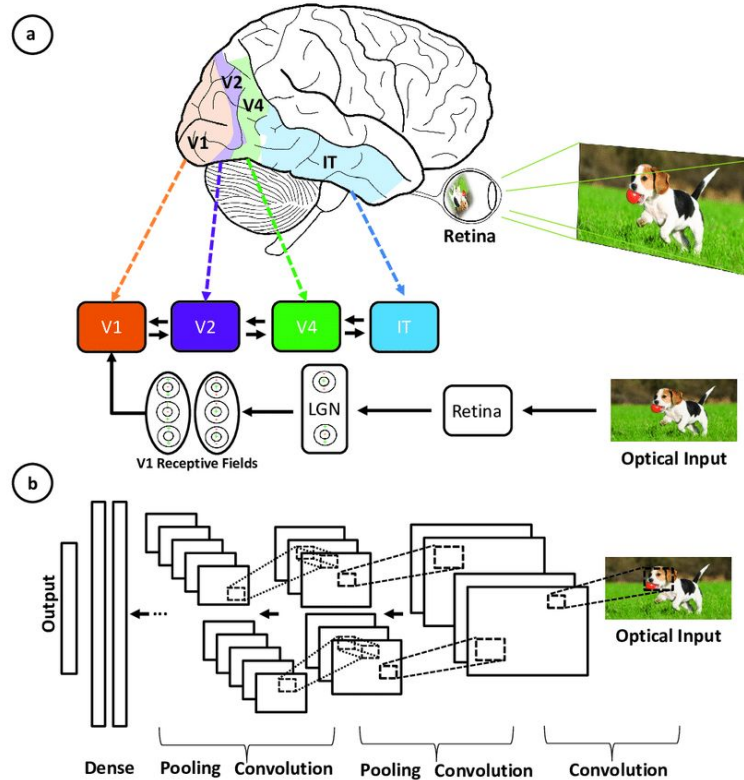 a
V2
V4
V1
IT
Retina
V1
V2
V4
IT
LGN
Retina
V1 Receptive Fields
Optical Input
b
Output
Optical Input
Dense
Pooling
Convolution
Pooling
Convolution
Convolution